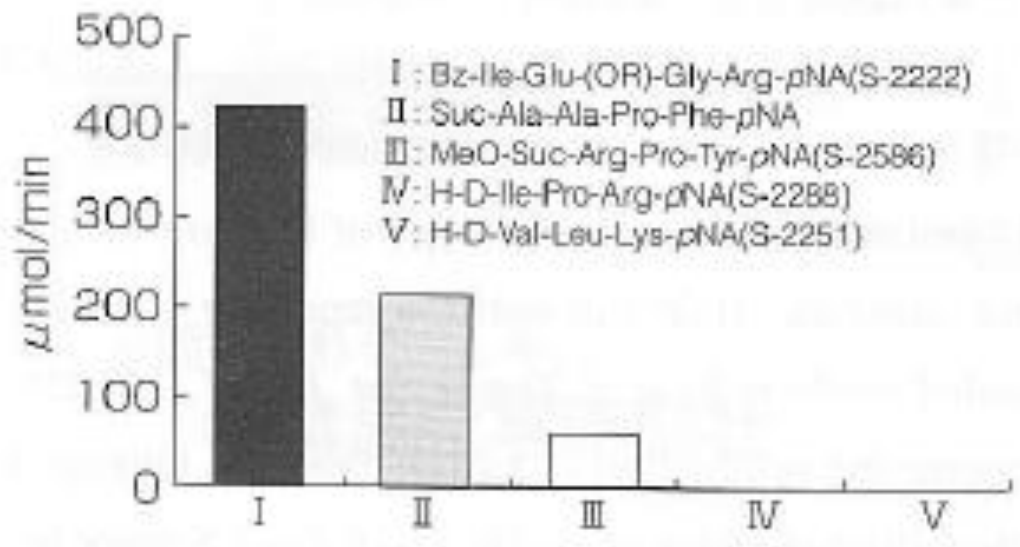 500
400
300
200
100
0
μmol/min
Ⅰ : Bz-Ile-Glu-(OR)-Gly-Arg-pNA(S-2222)
Ⅱ : Suc-Ala-Ala-Pro-Phe-pNA
Ⅲ : MeO-Suc-Arg-Pro-Tyr-pNA(S-2586)
Ⅳ : H-D-Ile-Pro-Arg-pNA(S-2288)
Ⅴ : H-D-Val-Leu-Lys-pNA(S-2251)
Ⅰ Ⅱ Ⅲ Ⅳ Ⅴ